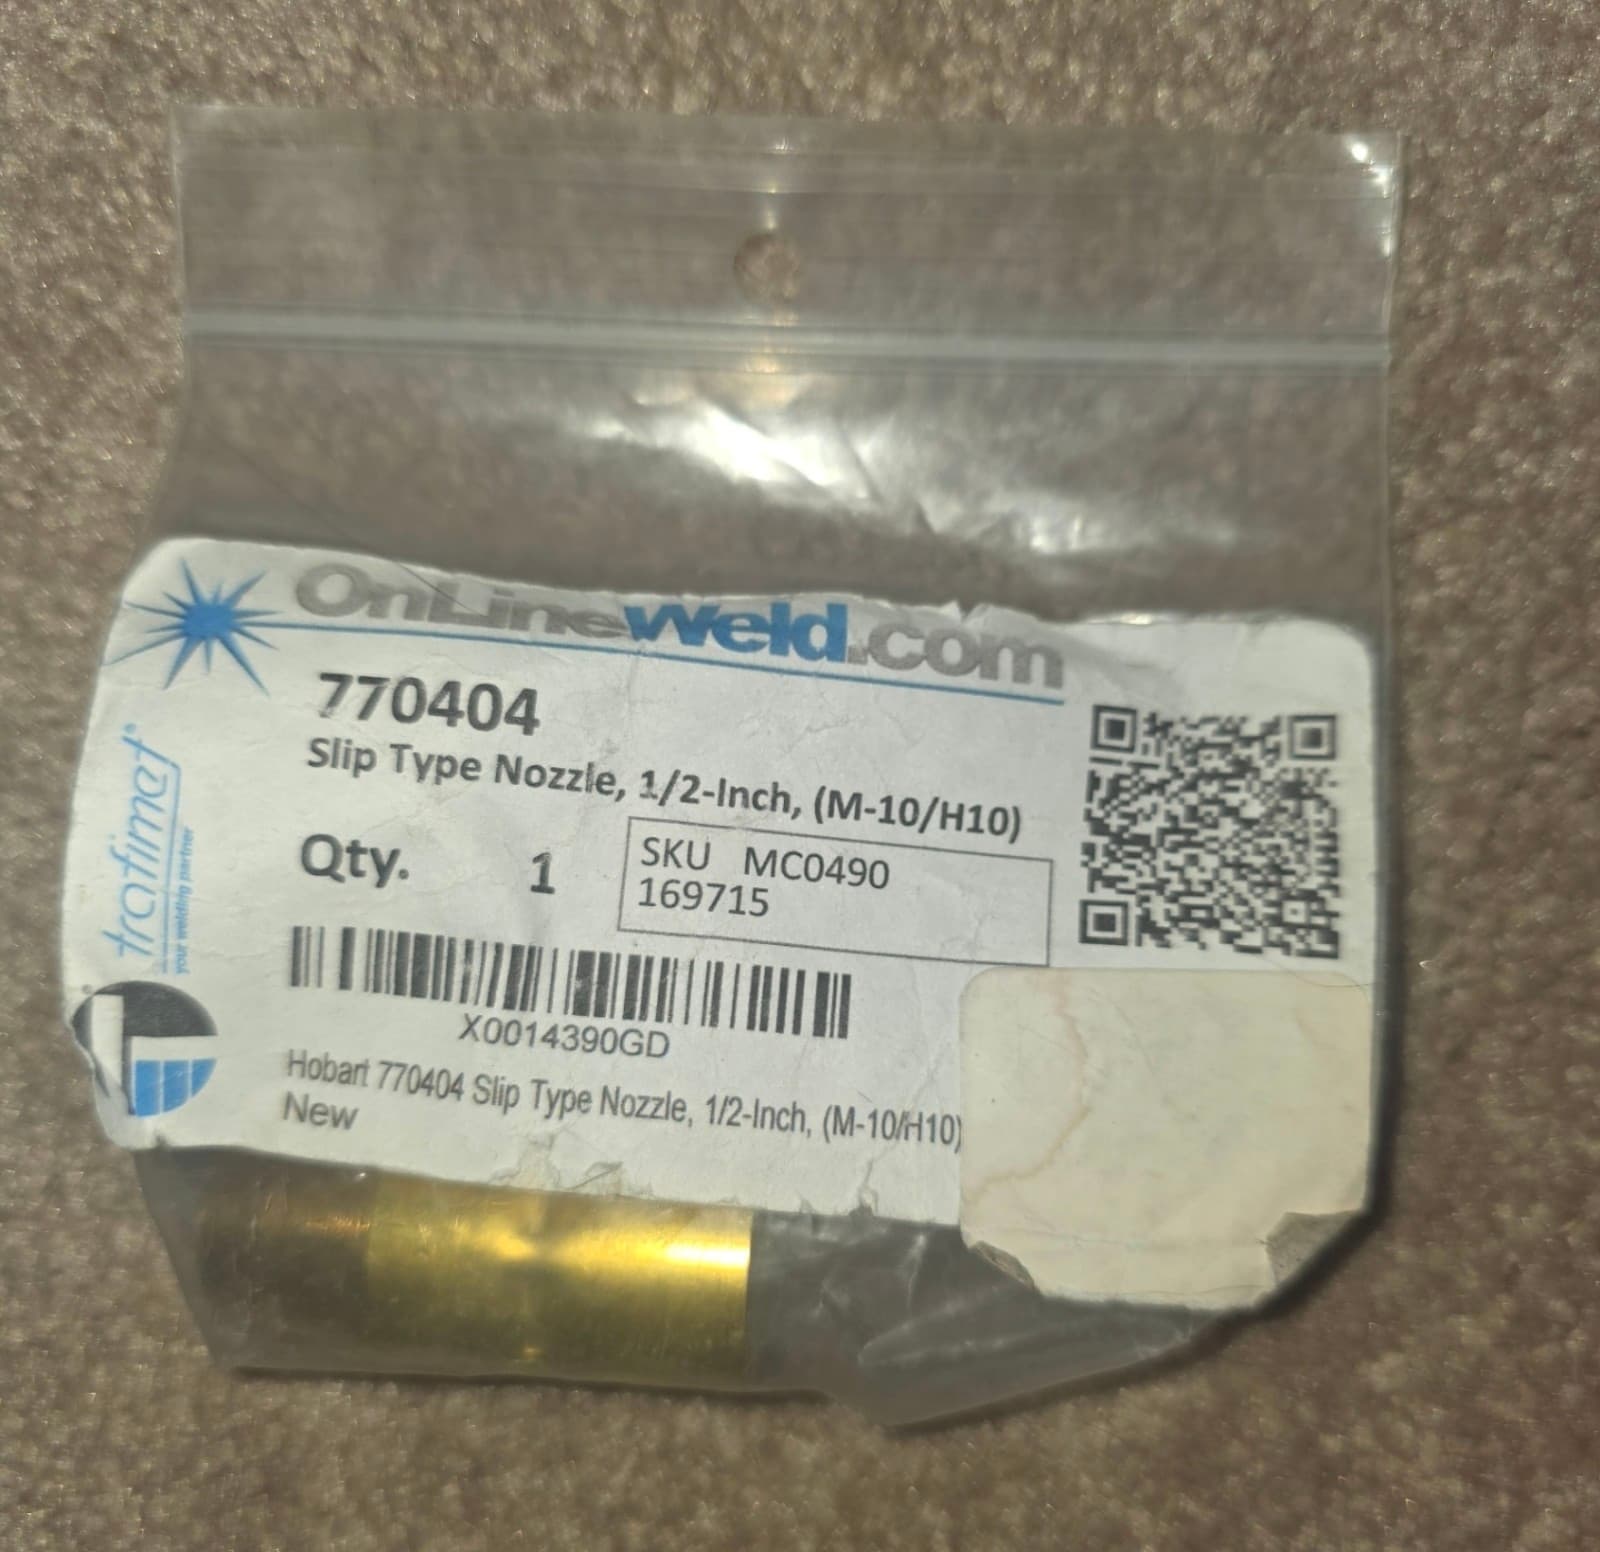 OnLineWeld.com
770404
Slip Type Nozzle, 1/2-Inch, (M-10/H10)
Qty. 1
SKU MC0490
169715
X0014390GD
Hobart 770404 Slip Type Nozzle, 1/2-Inch, (M-10/H10)
New
trafimet
your welding partner